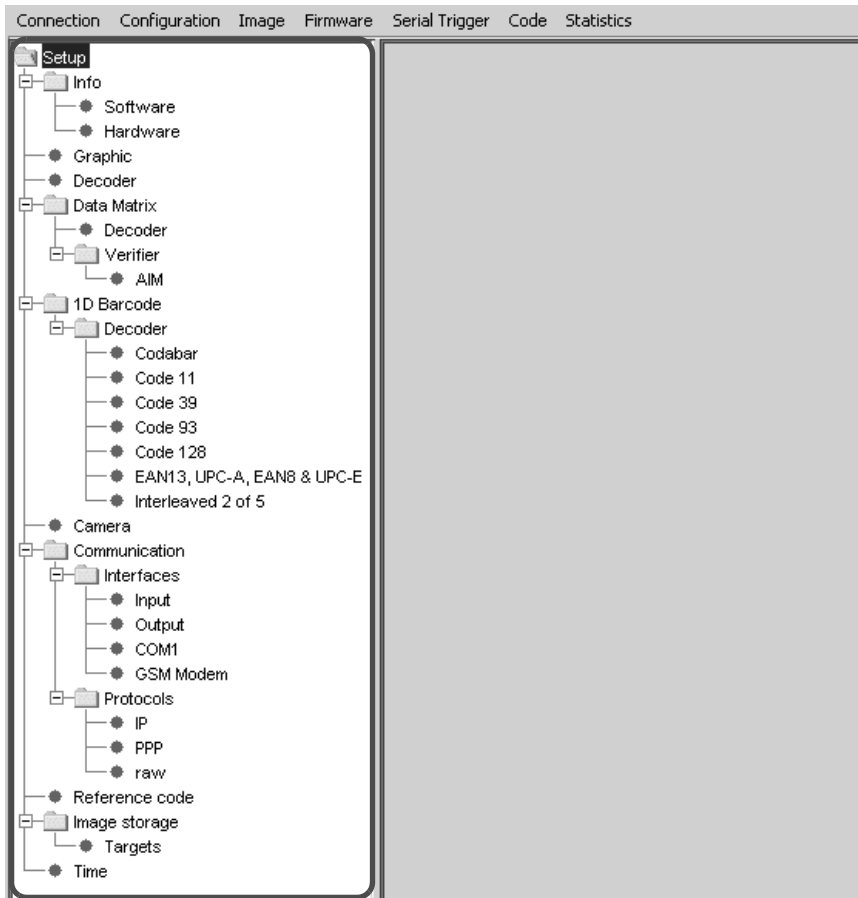 Connection Configuration Image Firmware Serial Trigger Code Statistics
Setup
Info
Software
Hardware
Graphic
Decoder
Data Matrix
Decoder
Verifier
AIM
1D Barcode
Decoder
Codabar
Code 11
Code 39
Code 93
Code 128
EAN13, UPC-A, EAN8 & UPC-E
Interleaved 2 of 5
Camera
Communication
Interfaces
Input
Output
COM1
GSM Modem
Protocols
IP
PPP
raw
Reference code
Image storage
Targets
Time